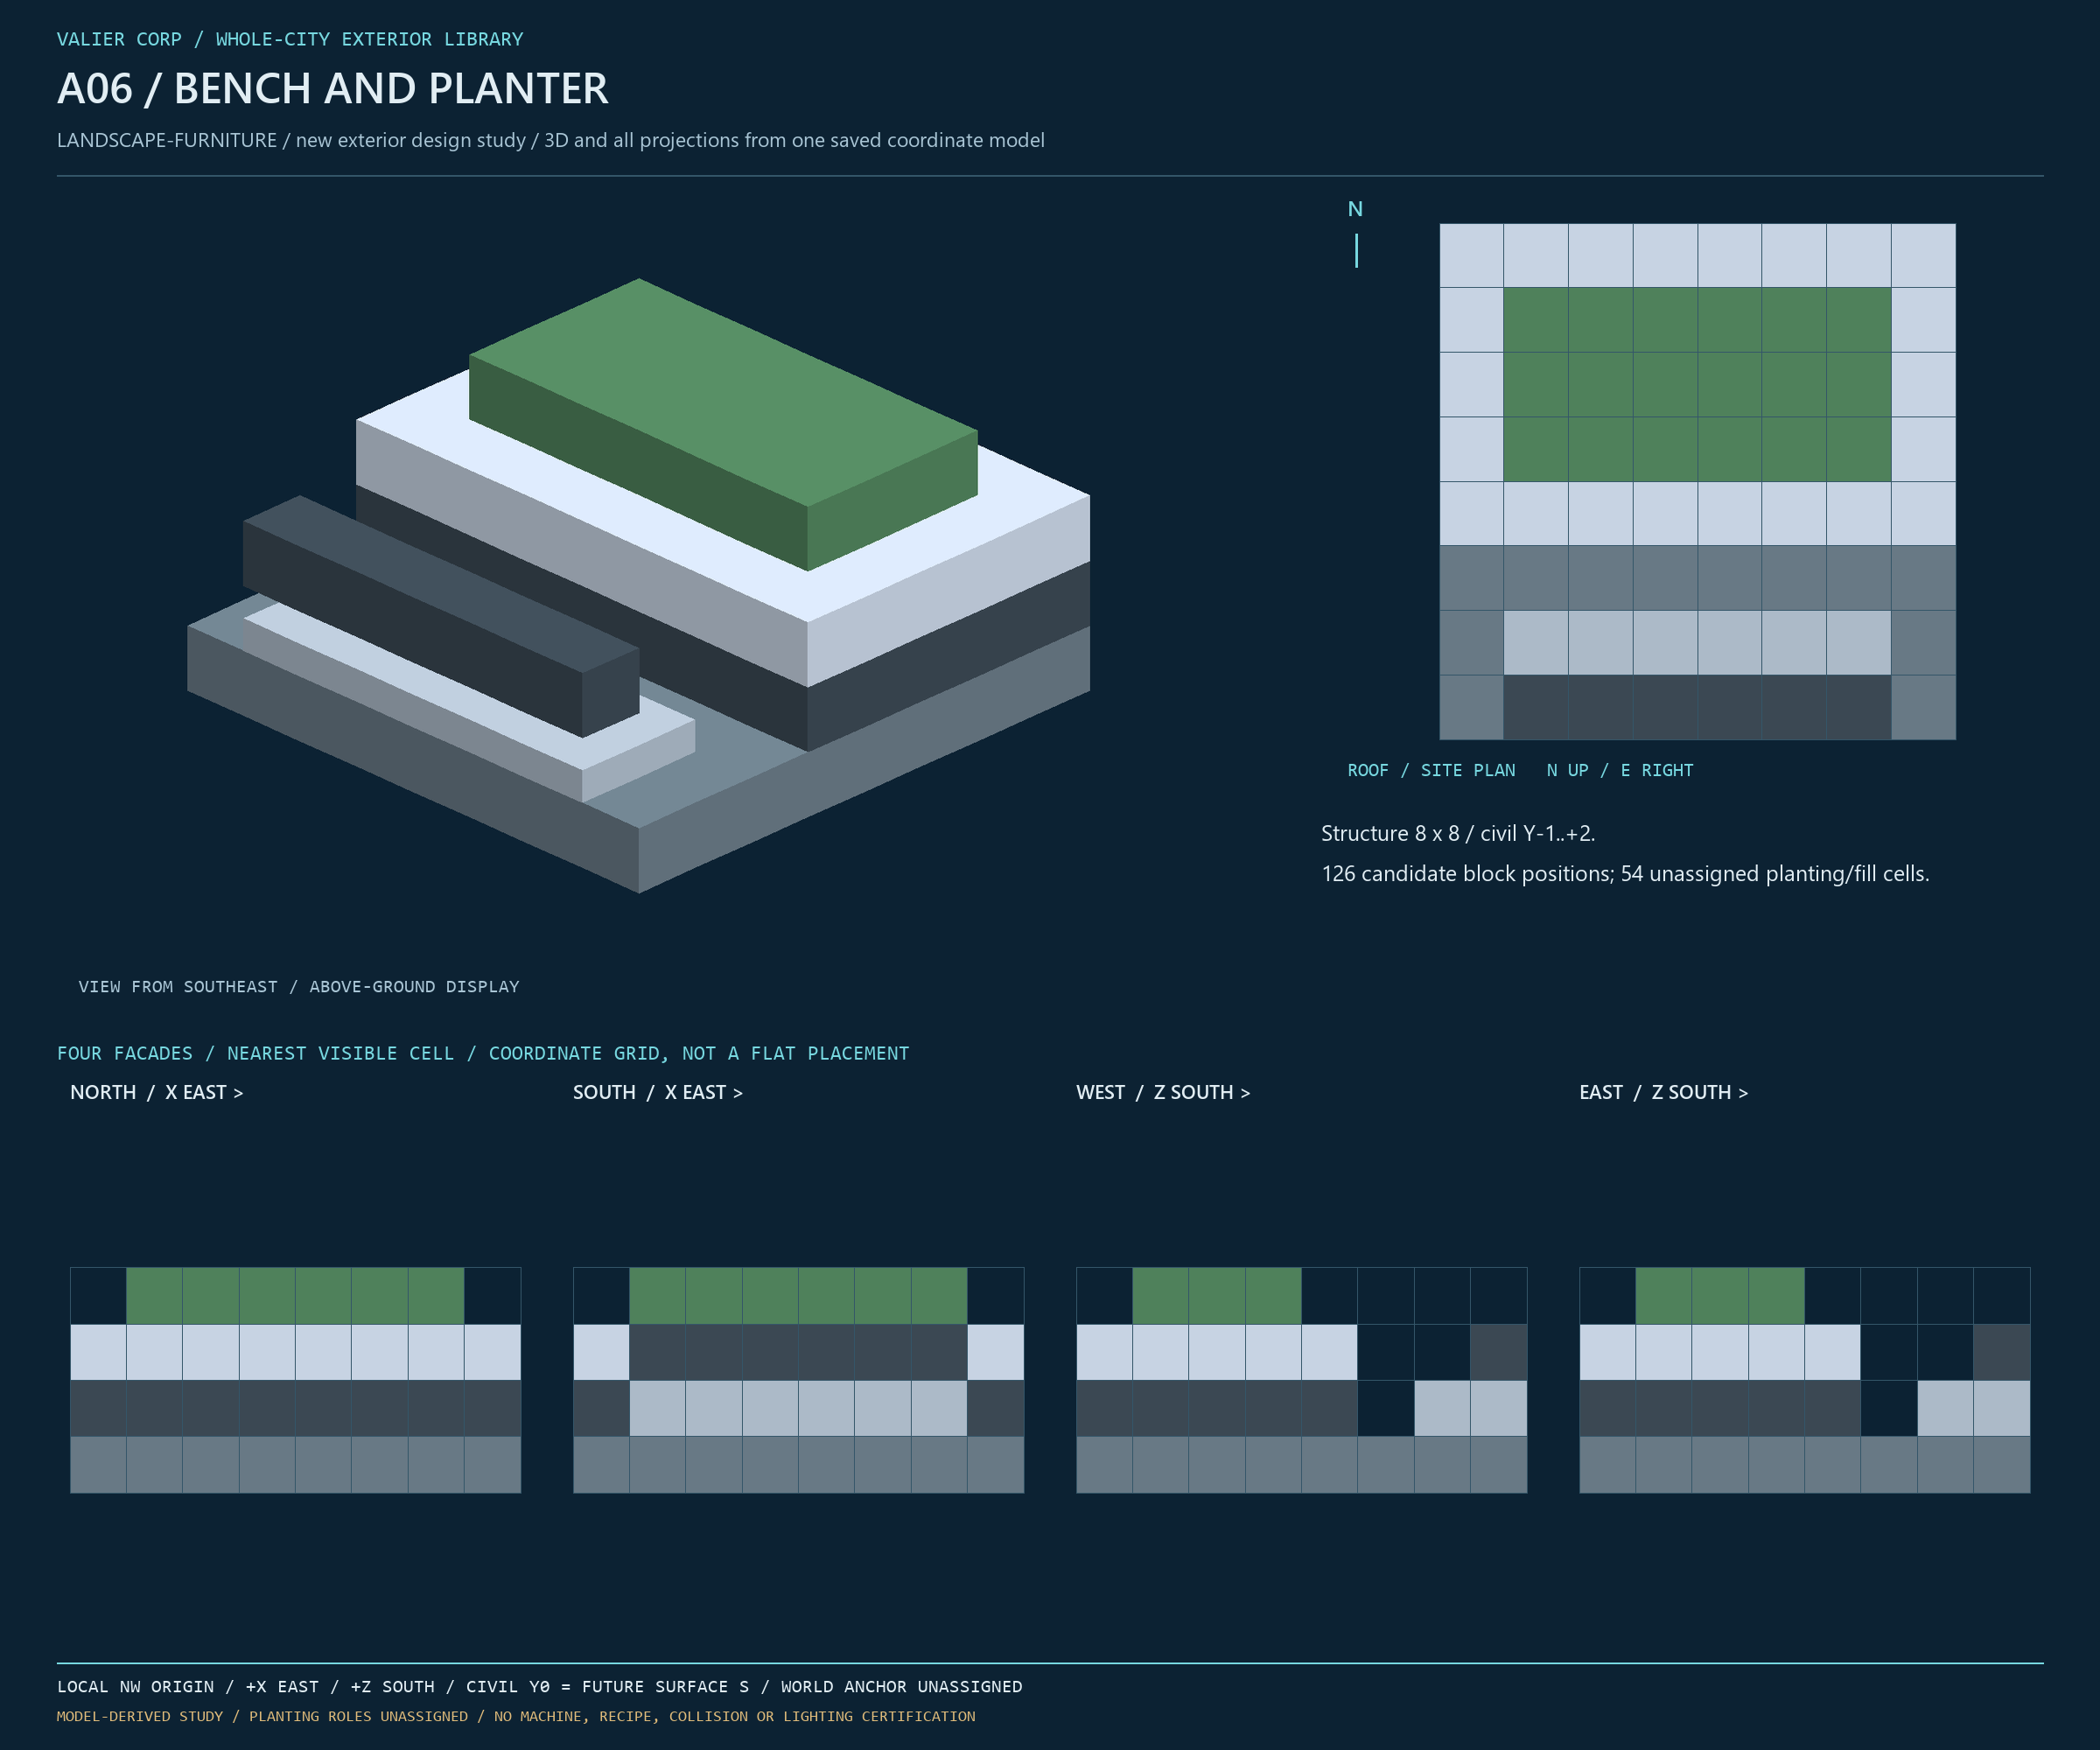 VALIER CORP / WHOLE-CITY EXTERIOR LIBRARY
A06 / BENCH AND PLANTER
LANDSCAPE-FURNITURE / new exterior design study / 3D and all projections from one saved coordinate model
N
ROOF / SITE PLAN   N UP / E RIGHT
Structure 8 x 8 / civil Y-1..+2.
126 candidate block positions; 54 unassigned planting/fill cells.
VIEW FROM SOUTHEAST / ABOVE-GROUND DISPLAY
FOUR FACADES / NEAREST VISIBLE CELL / COORDINATE GRID, NOT A FLAT PLACEMENT
NORTH / X EAST >
SOUTH / X EAST >
WEST / Z SOUTH >
EAST / Z SOUTH >
LOCAL NW ORIGIN / +X EAST / +Z SOUTH / CIVIL Y0 = FUTURE SURFACE S / WORLD ANCHOR UNASSIGNED
MODEL-DERIVED STUDY / PLANTING ROLES UNASSIGNED / NO MACHINE, RECIPE, COLLISION OR LIGHTING CERTIFICATION